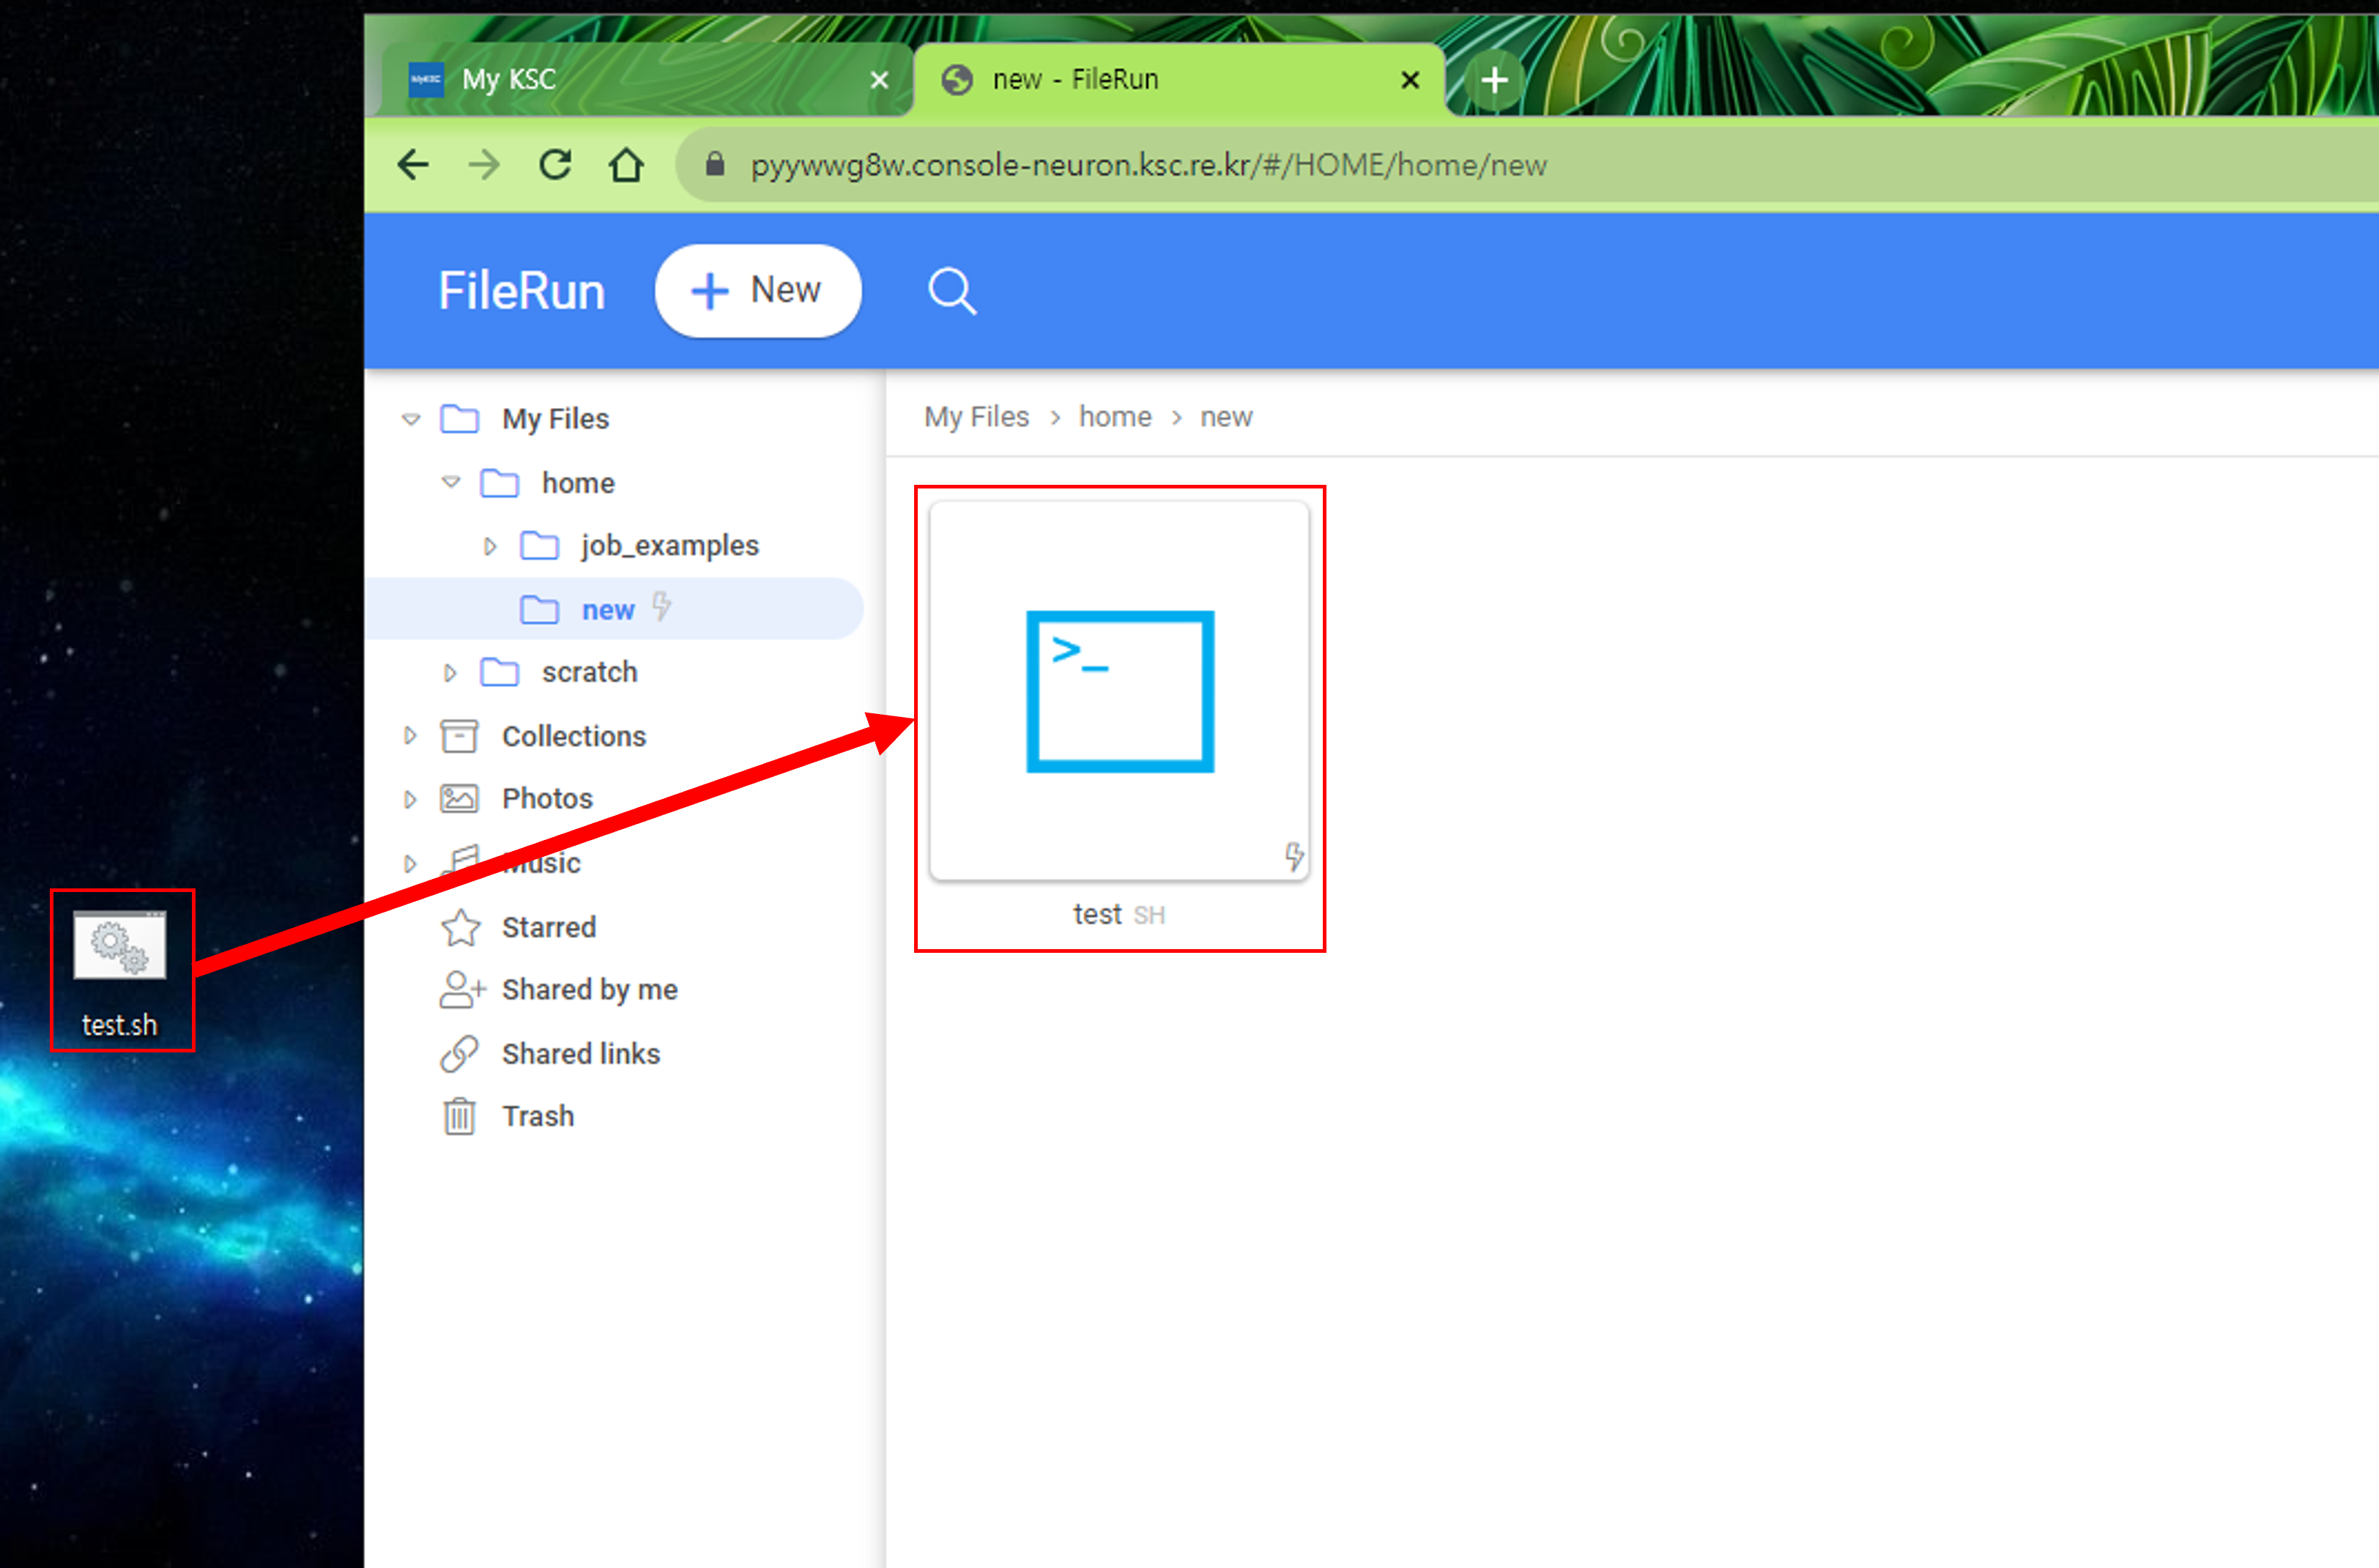 My KSC
new - FileRun
pyywwg8w.console-neuron.ksc.re.kr/#/HOME/home/new
FileRun
New
My Files
home
job_examples
new
scratch
Collections
Photos
Music
Starred
Shared by me
Shared links
Trash
My Files > home > new
>_
test SH
test.sh